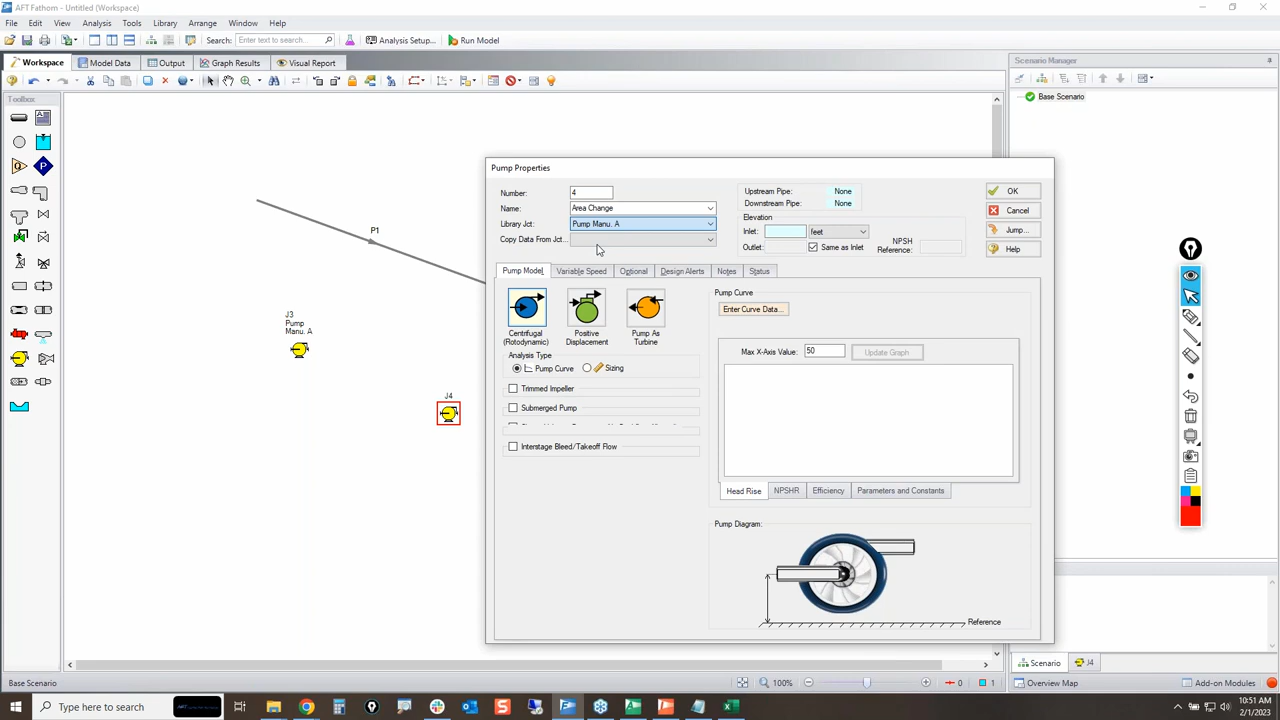 AFT Fathom - Untitled (Workspace)
File Edit View Analysis Tools Library Arrange Window Help
Search: Enter text to search... Analysis Setup... Run Model
Workspace Model Data Output Graph Results Visual Report
Scenario Manager
Toolbox
Base Scenario
P1
J3
Pump
Manu. A
J4
Pump Properties
Number: 4
Name: Area Change
Library Jct: Pump Manu. A
Copy Data From Jct...
Upstream Pipe: None
Downstream Pipe: None
Elevation
Inlet: feet
Outlet: Same as Inlet
NPSH
Reference:
OK
Cancel
Jump...
Help
Pump Model Variable Speed Optional Design Alerts Notes Status
Centrifugal
(Rotodynamic)
Positive
Displacement
Pump As
Turbine
Analysis Type
Pump Curve Sizing
Trimmed Impeller
Submerged Pump
Interstage Bleed/Takeoff Flow
Pump Curve
Enter Curve Data...
Max X-Axis Value: 50 Update Graph
Head Rise NPSHR Efficiency Parameters and Constants
Pump Diagram:
Reference
Scenario J4
Base Scenario 100% 0 1 Overview Map Add-on Modules
Type here to search
10:51 AM
2/1/2023